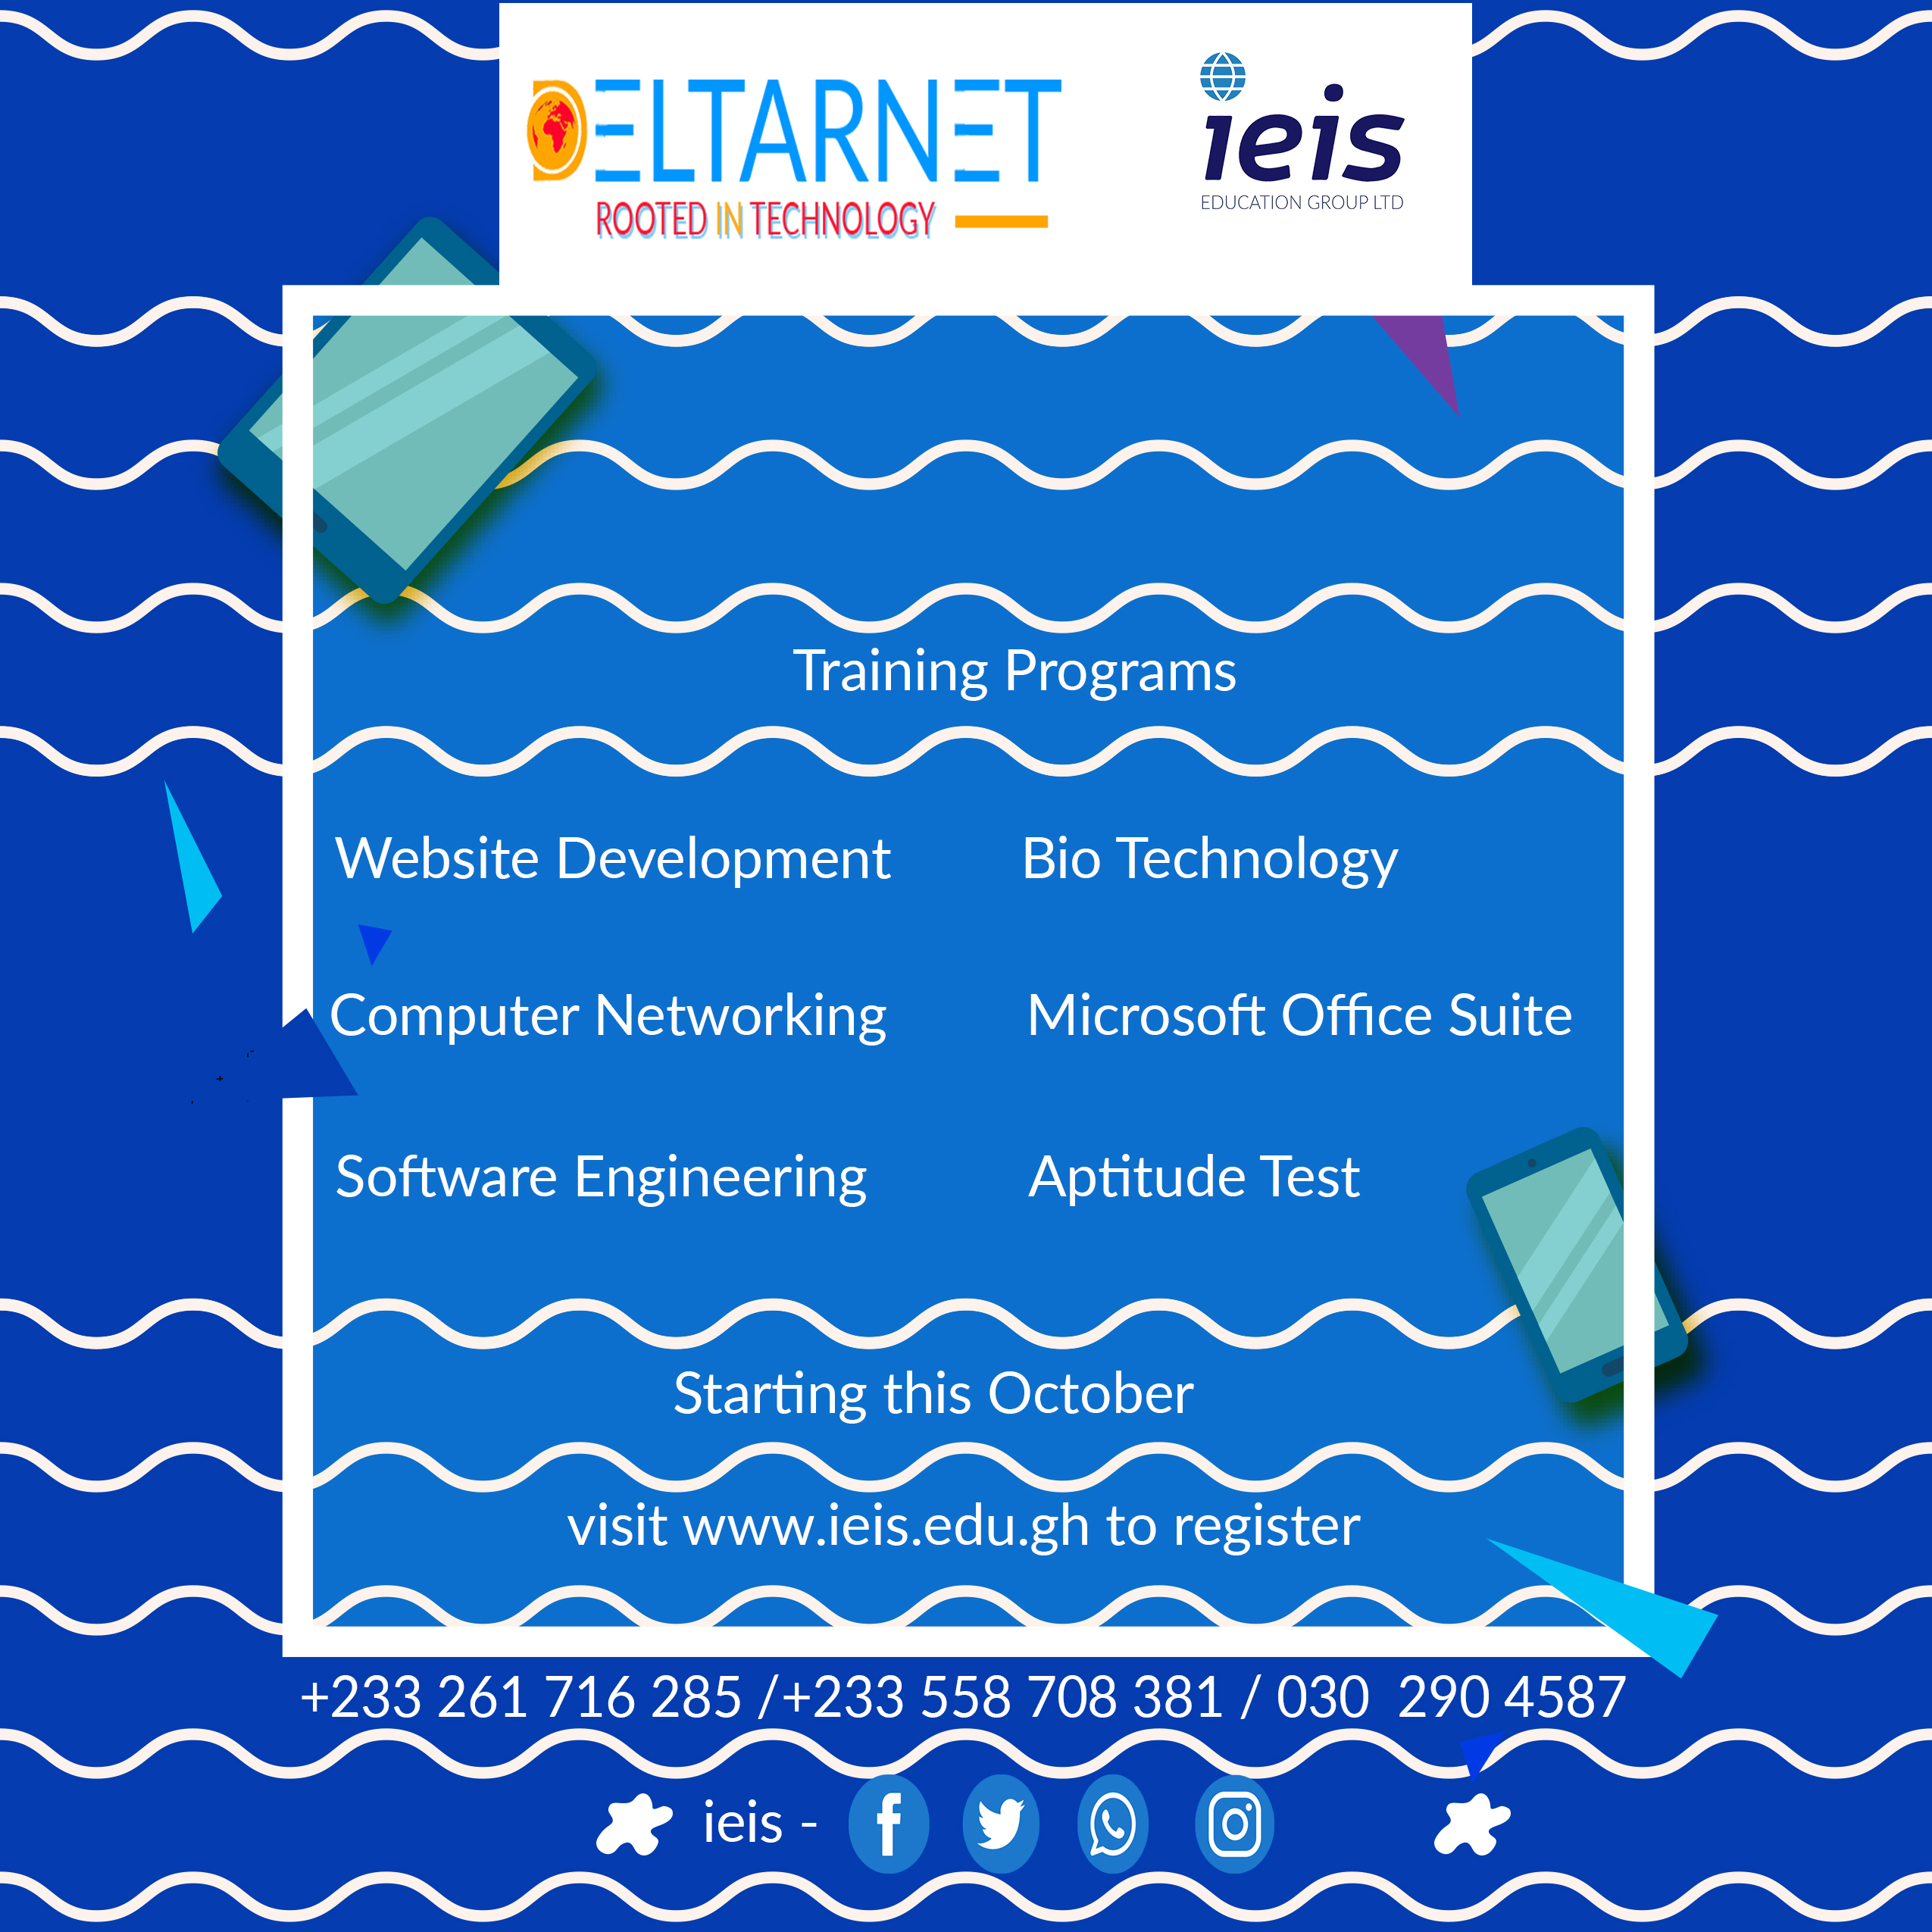 DELTARNET
ROOTED IN TECHNOLOGY
ieis
EDUCATION GROUP LTD
Training Programs
Website Development
Bio Technology
Computer Networking
Microsoft Office Suite
Software Engineering
Aptitude Test
Starting this October
visit www.ieis.edu.gh to register
+233 261 716 285 /+233 558 708 381 / 030  290 4587
ieis -